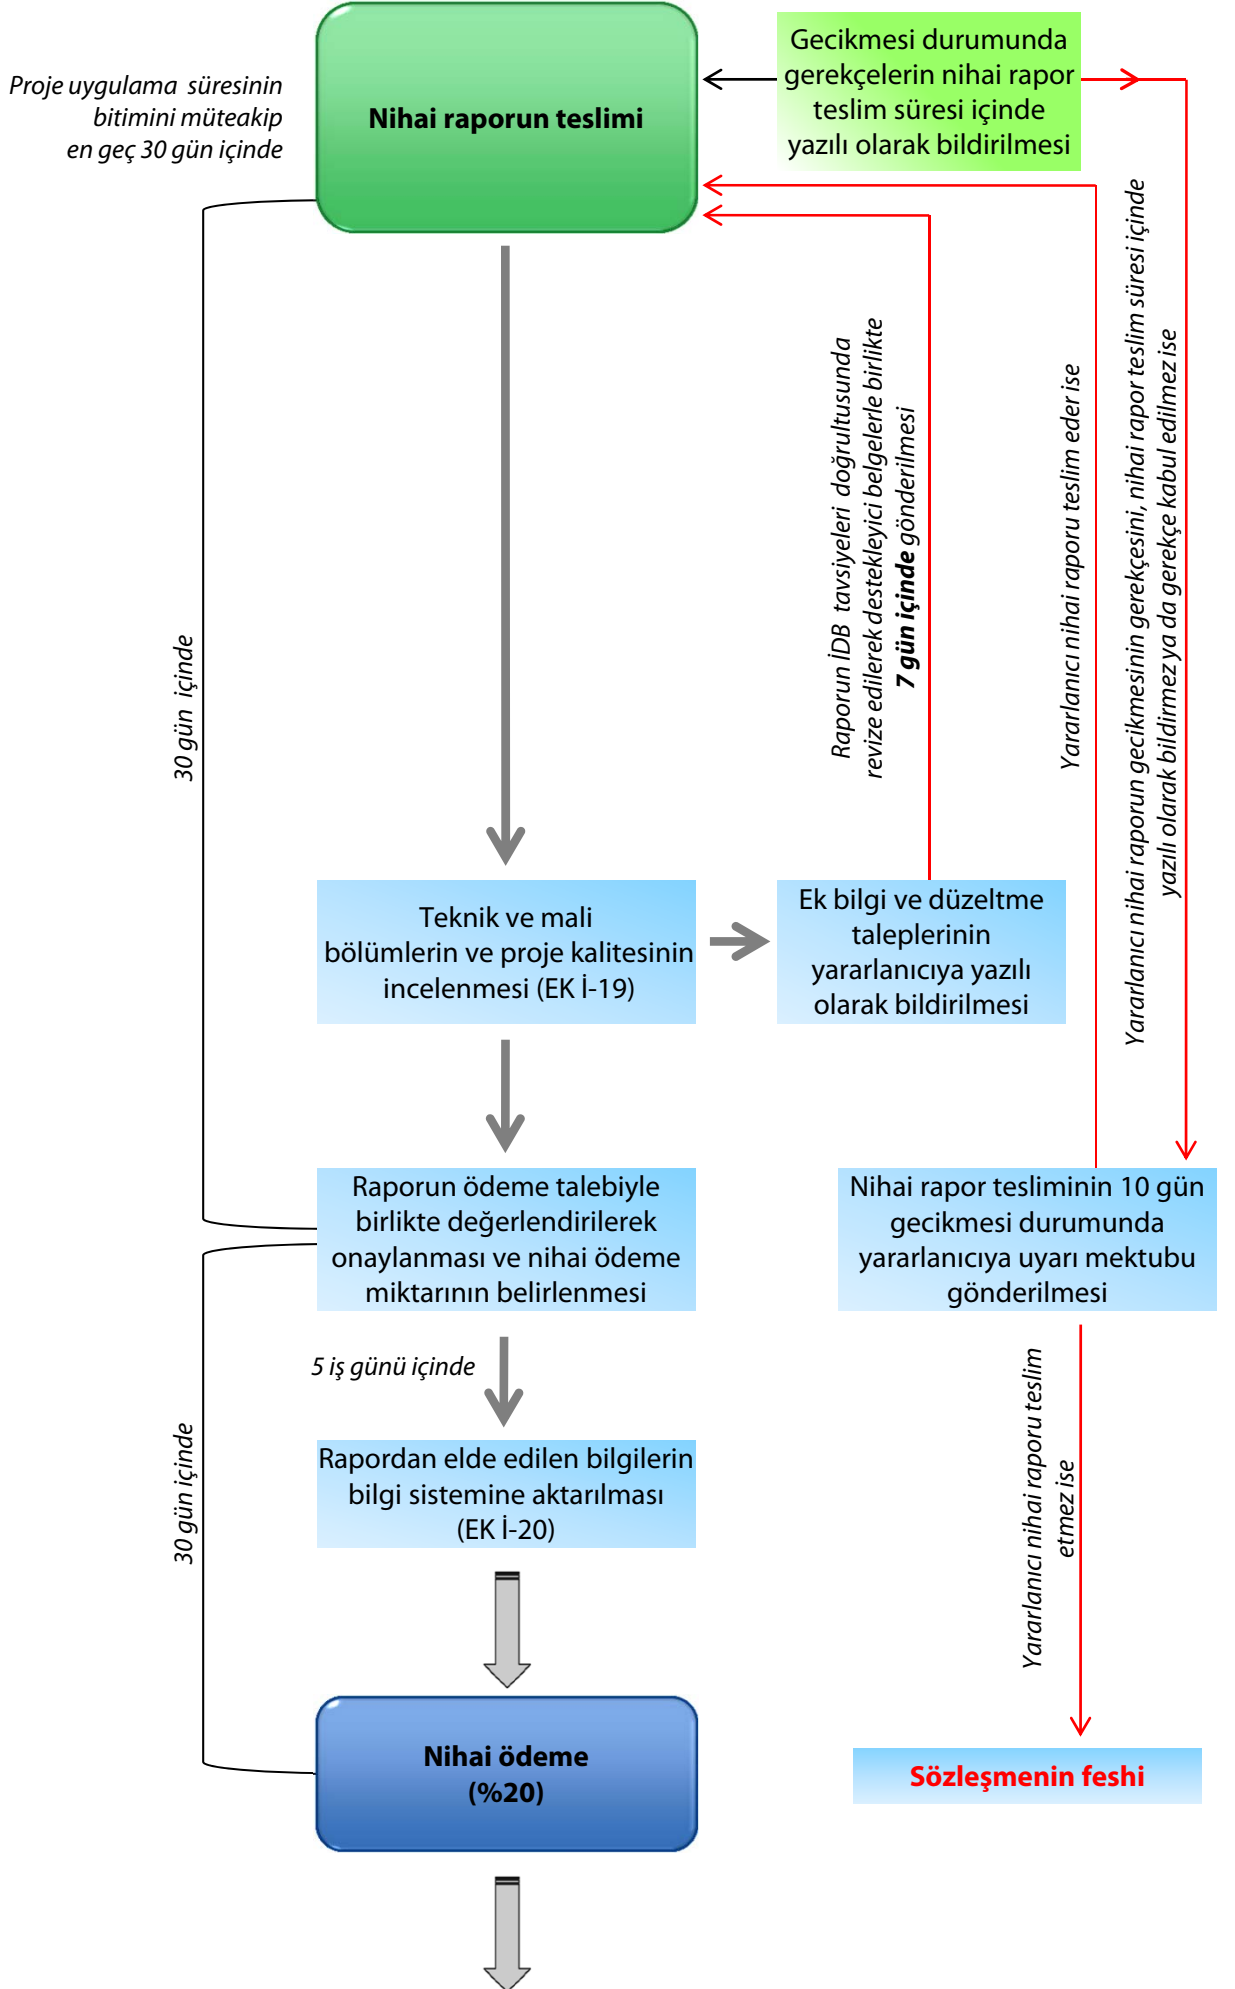 Proje uygulama süresinin
bitimini müteakip
en geç 30 gün içinde
Nihai raporun teslimi
Gecikmesi durumunda
gerekçelerin nihai rapor
teslim süresi içinde
yazılı olarak bildirilmesi
30 gün içinde
Raporun İDB tavsiyeleri doğrultusunda
revize edilerek destekleyici belgelerle birlikte
7 gün içinde gönderilmesi
Yararlanıcı nihai raporu teslim eder ise
Yararlanıcı nihai raporun gecikmesinin gerekçesini, nihai rapor teslim süresi içinde
yazılı olarak bildirmez ya da gerekçe kabul edilmez ise
Teknik ve mali
bölümlerin ve proje kalitesinin
incelenmesi (EK İ-19)
Ek bilgi ve düzeltme
taleplerinin
yararlanıcıya yazılı
olarak bildirilmesi
Raporun ödeme talebiyle
birlikte değerlendirilerek
onaylanması ve nihai ödeme
miktarının belirlenmesi
Nihai rapor tesliminin 10 gün
gecikmesi durumunda
yararlanıcıya uyarı mektubu
gönderilmesi
5 iş günü içinde
30 gün içinde
Rapordan elde edilen bilgilerin
bilgi sistemine aktarılması
(EK İ-20)
Yararlanıcı nihai raporu teslim
etmez ise
Nihai ödeme
(%20)
Sözleşmenin feshi